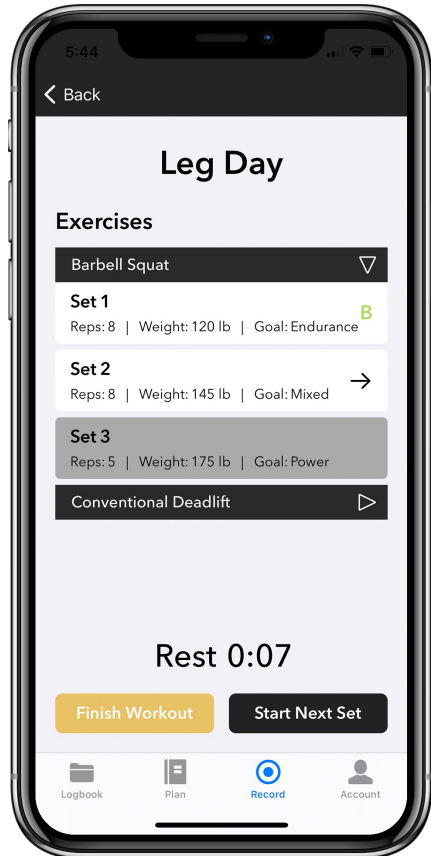 5:44
Back
Leg Day
Exercises
Barbell Squat
Set 1
B
Reps: 8 | Weight: 120 lb | Goal: Endurance
Set 2
Reps: 8 | Weight: 145 lb | Goal: Mixed
Set 3
Reps: 5 | Weight: 175 lb | Goal: Power
Conventional Deadlift
Rest 0:07
Finish Workout Start Next Set
Logbook Plan Record Account